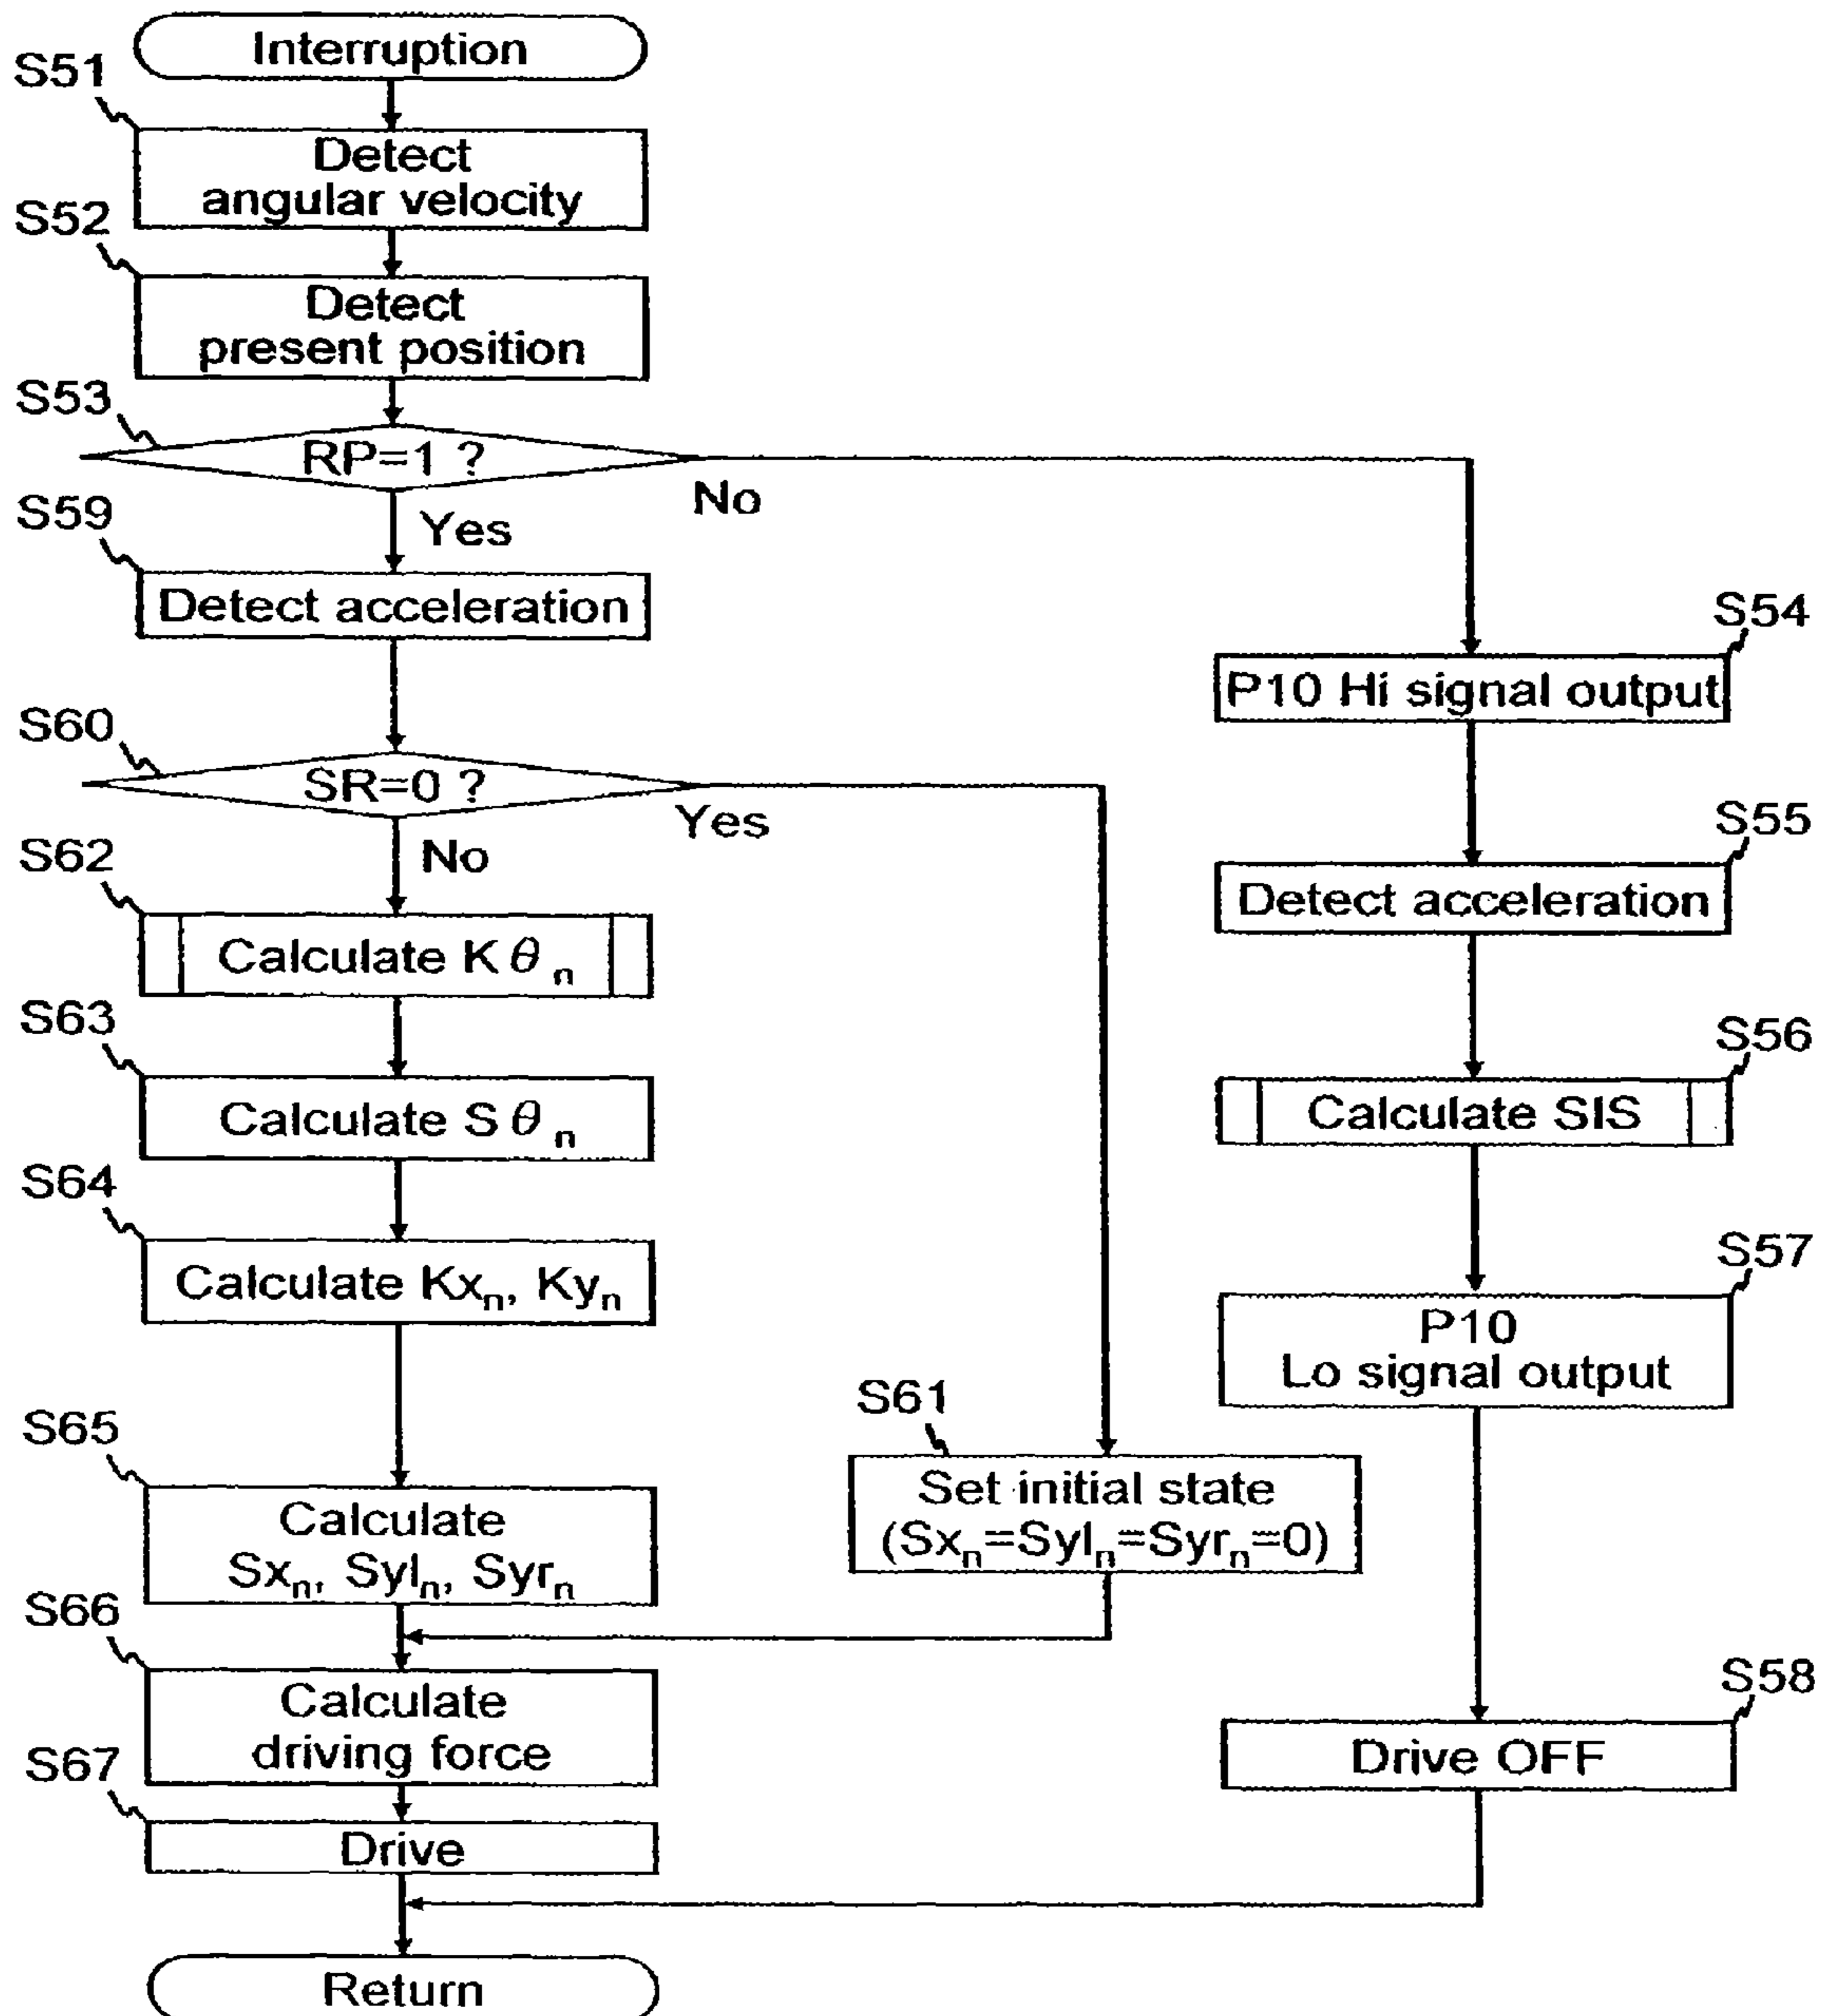 Interruption
S51
Detect
angular velocity
S52
Detect
present position
S53
RP=1 ?
No
Yes
S59
Detect acceleration
S60
SR=0 ?
Yes
No
S62
Calculate K θn
S63
Calculate S θn
S64
Calculate Kxn, Kyn
S65
Calculate
Sxn, Syln, Syrn
S61
Set initial state
(Sxn=Syln=Syrn=0)
S66
Calculate
driving force
S67
Drive
S54
P10 Hi signal output
S55
Detect acceleration
S56
Calculate SIS
S57
P10
Lo signal output
S58
Drive OFF
Return